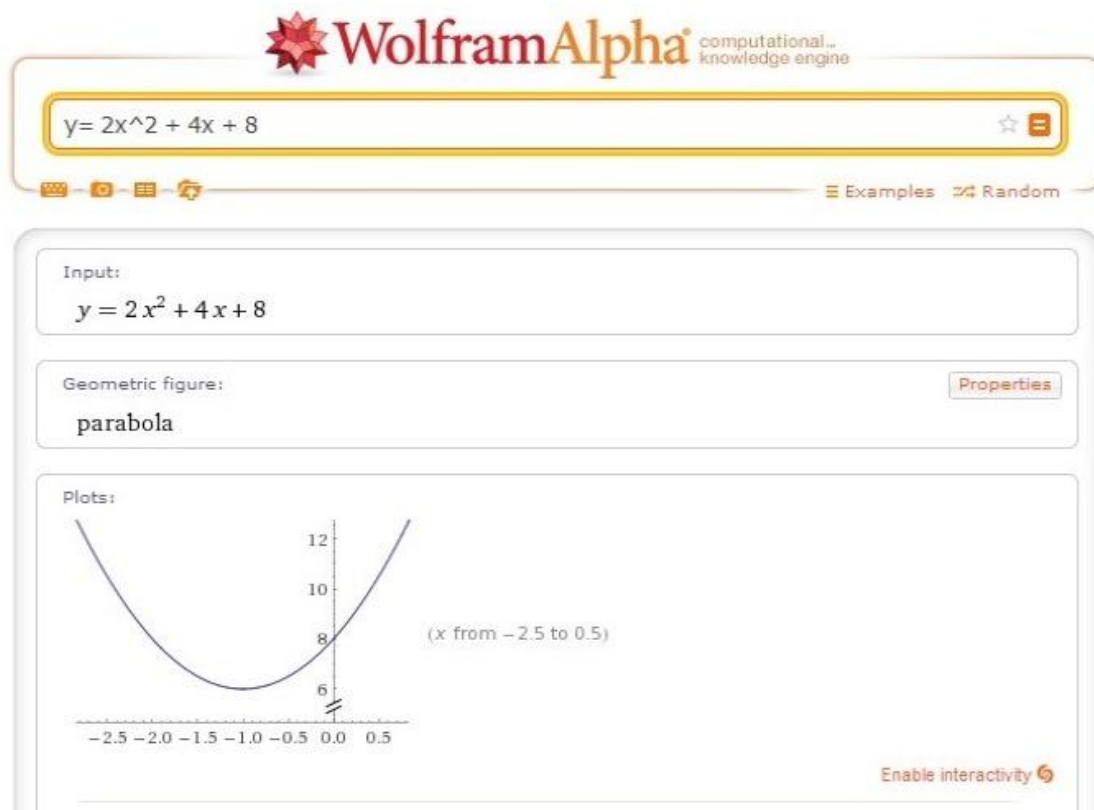 WolframAlpha computational...
knowledge engine
y= 2x^2 + 4x + 8
Examples Random
Input:
y = 2 x² + 4 x + 8
Geometric figure: Properties
parabola
Plots:
12
10
8
6
(x from −2.5 to 0.5)
−2.5 −2.0 −1.5 −1.0 −0.5 0.0 0.5
Enable interactivity